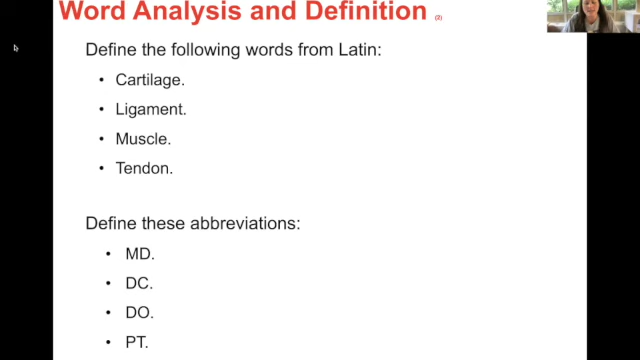 Word Analysis and Definition (2)
Define the following words from Latin:
• Cartilage.
• Ligament.
• Muscle.
• Tendon.
Define these abbreviations:
• MD.
• DC.
• DO.
• PT.